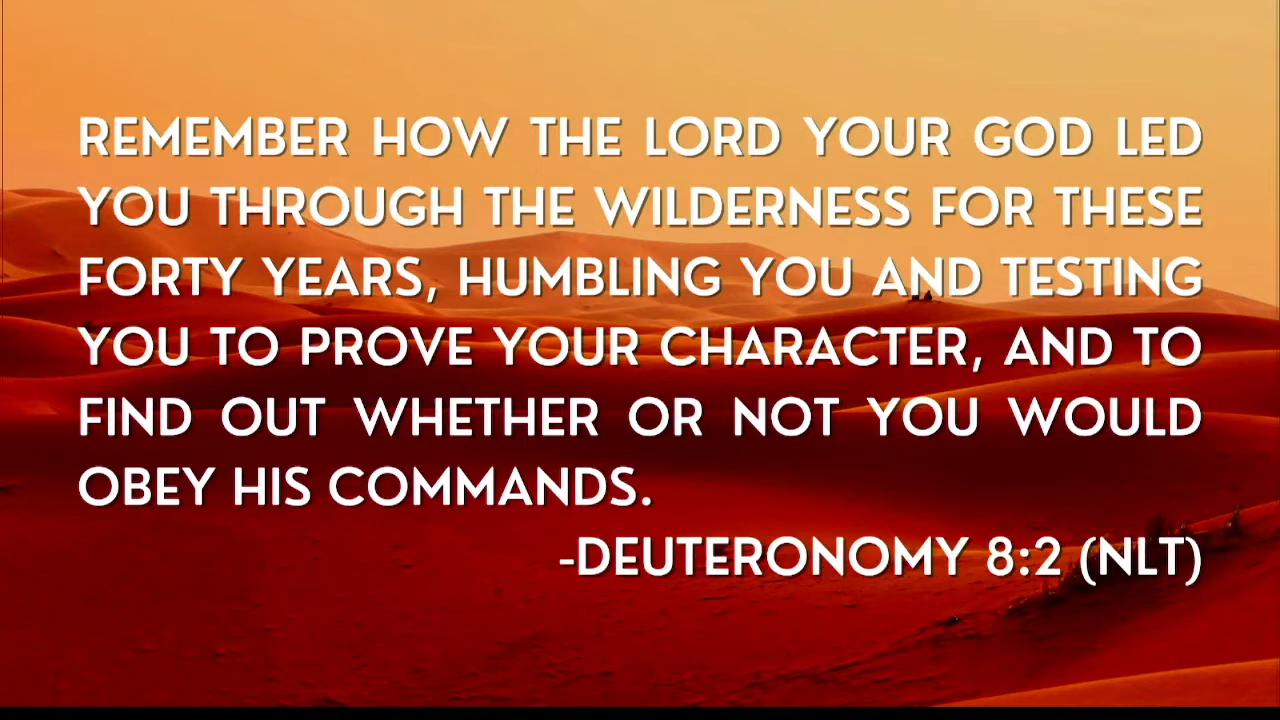 REMEMBER HOW THE LORD YOUR GOD LED
YOU THROUGH THE WILDERNESS FOR THESE
FORTY YEARS, HUMBLING YOU AND TESTING
YOU TO PROVE YOUR CHARACTER, AND TO
FIND OUT WHETHER OR NOT YOU WOULD
OBEY HIS COMMANDS.
-DEUTERONOMY 8:2 (NLT)